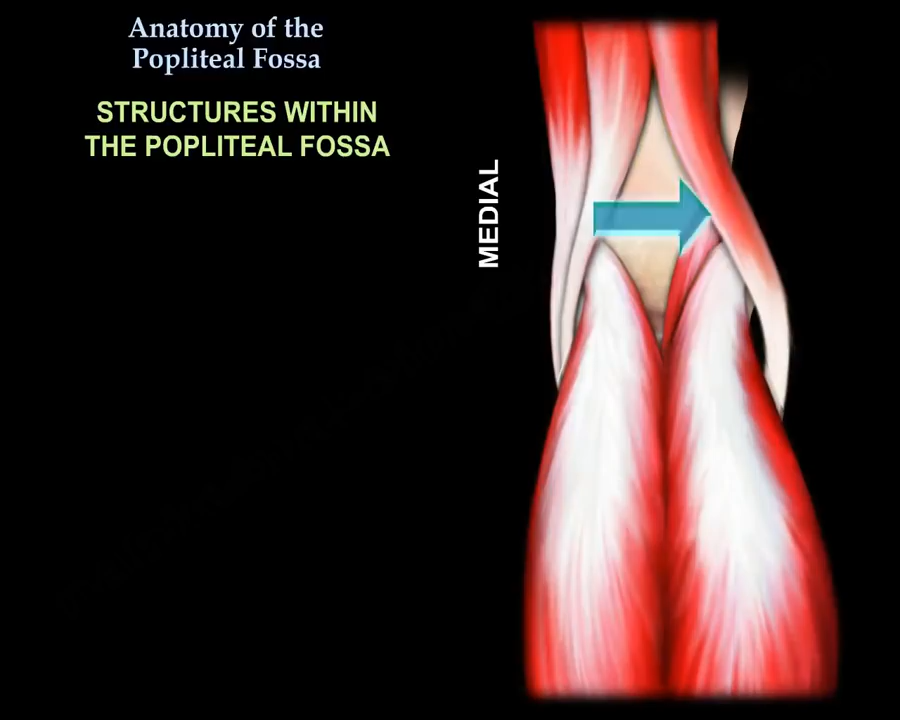 Anatomy of the
Popliteal Fossa
STRUCTURES WITHIN
THE POPLITEAL FOSSA
MEDIAL